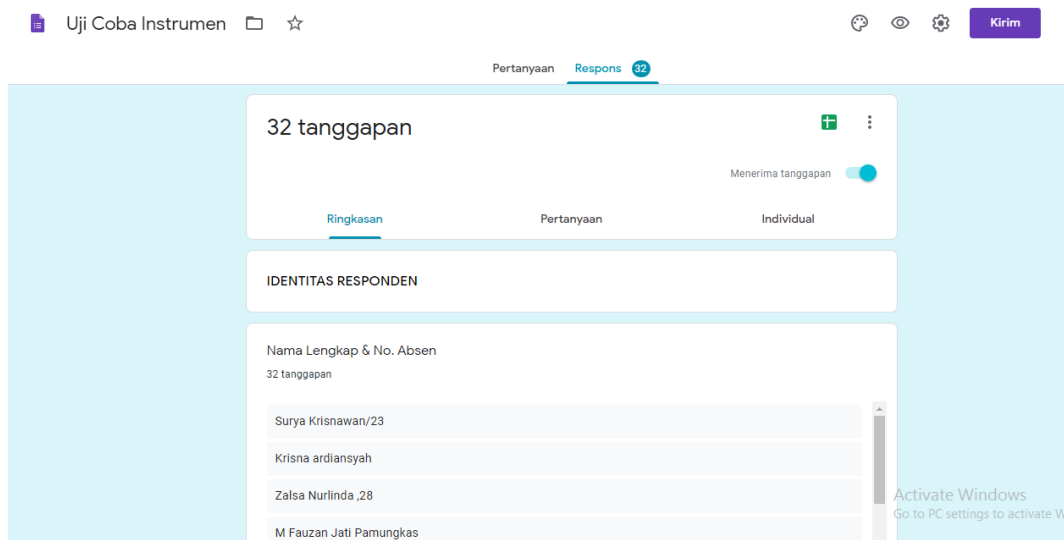 Uji Coba Instrumen
Kirim
Pertanyaan Respons 32
32 tanggapan
Menerima tanggapan
Ringkasan Pertanyaan Individual
IDENTITAS RESPONDEN
Nama Lengkap & No. Absen
32 tanggapan
Surya Krisnawan/23
Krisna ardiansyah
Zalsa Nurlinda ,28
M Fauzan Jati Pamungkas
Activate Windows
Go to PC settings to activate W